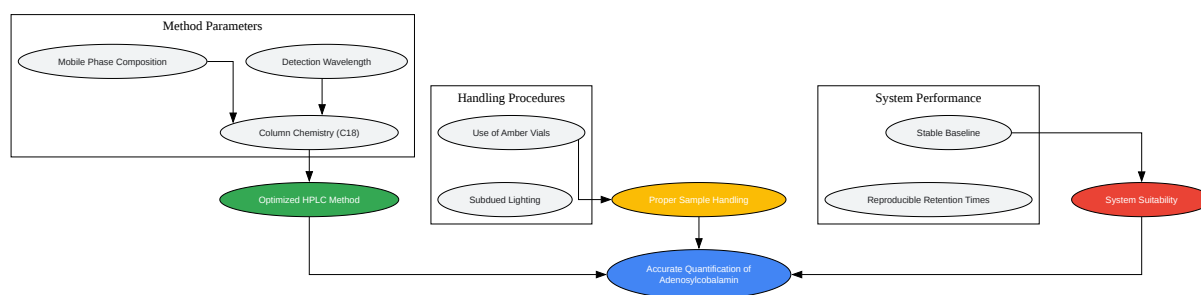 Method Parameters
Mobile Phase Composition
Detection Wavelength
Column Chemistry (C18)
Handling Procedures
Use of Amber Vials
Subdued Lighting
System Performance
Stable Baseline
Reproducible Retention Times
Optimized HPLC Method
Proper Sample Handling
System Suitability
Accurate Quantification of
Adenosylcobalamin